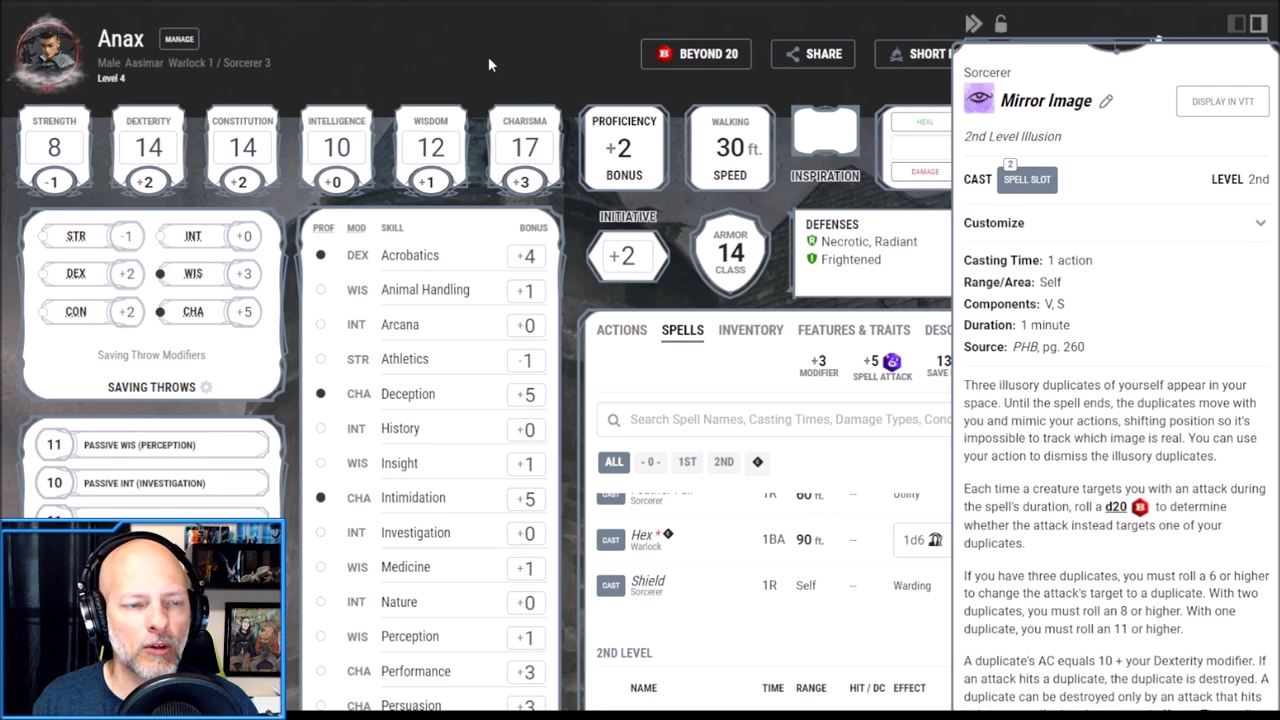 Anax
MANAGE
Male Aasimar Warlock 1 / Sorcerer 3
Level 4
BEYOND 20
SHARE
SHORT
STRENGTH
8
-1
DEXTERITY
14
+2
CONSTITUTION
14
+2
INTELLIGENCE
10
+0
WISDOM
12
+1
CHARISMA
17
+3
PROFICIENCY
+2
BONUS
WALKING
30 ft.
SPEED
INSPIRATION
HEAL
DAMAGE
STR -1
INT +0
DEX +2
WIS +3
CON +2
CHA +5
Saving Throw Modifiers
SAVING THROWS
11 PASSIVE WIS (PERCEPTION)
10 PASSIVE INT (INVESTIGATION)
PROF MOD SKILL BONUS
DEX Acrobatics +4
WIS Animal Handling +1
INT Arcana +0
STR Athletics -1
CHA Deception +5
INT History +0
WIS Insight +1
CHA Intimidation +5
INT Investigation +0
WIS Medicine +1
INT Nature +0
WIS Perception +1
CHA Performance +3
CHA Persuasion +3
INITIATIVE
+2
ARMOR
14
CLASS
DEFENSES
Necrotic, Radiant
Frightened
ACTIONS SPELLS INVENTORY FEATURES & TRAITS DESC
+3
MODIFIER
+5
SPELL ATTACK
13
SAVE
Search Spell Names, Casting Times, Damage Types, Conc
ALL - 0 - 1ST 2ND
CAST Feather Fall 1R 60 ft. -- Utility
Sorcerer
CAST Hex * 1BA 90 ft. -- 1d6
Warlock
CAST Shield 1R Self -- Warding
Sorcerer
2ND LEVEL
NAME TIME RANGE HIT / DC EFFECT
Sorcerer
Mirror Image
DISPLAY IN VTT
2nd Level Illusion
2
CAST SPELL SLOT LEVEL 2nd
Customize
Casting Time: 1 action
Range/Area: Self
Components: V, S
Duration: 1 minute
Source: PHB, pg. 260
Three illusory duplicates of yourself appear in your
space. Until the spell ends, the duplicates move with
you and mimic your actions, shifting position so it's
impossible to track which image is real. You can use
your action to dismiss the illusory duplicates.
Each time a creature targets you with an attack during
the spell's duration, roll a d20 B to determine
whether the attack instead targets one of your
duplicates.
If you have three duplicates, you must roll a 6 or higher
to change the attack's target to a duplicate. With two
duplicates, you must roll an 8 or higher. With one
duplicate, you must roll an 11 or higher.
A duplicate's AC equals 10 + your Dexterity modifier. If
an attack hits a duplicate, the duplicate is destroyed. A
duplicate can be destroyed only by an attack that hits